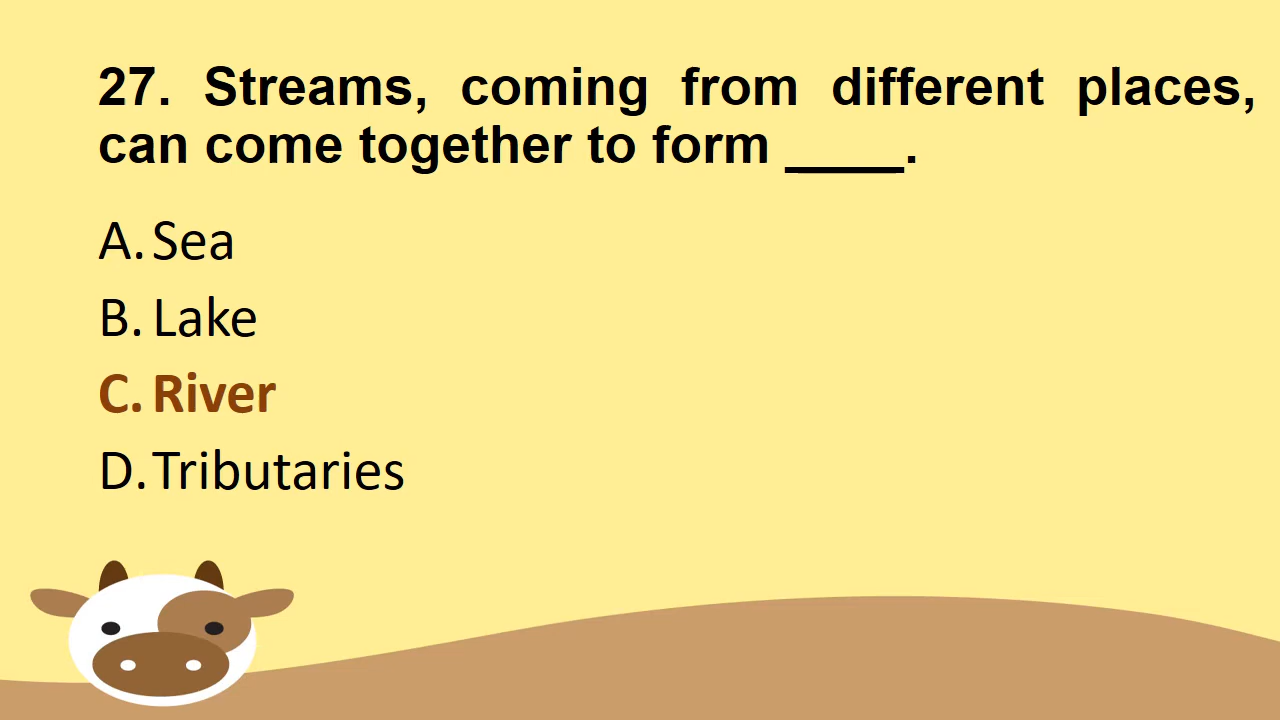 27. Streams, coming from different places,
can come together to form ____.
A. Sea
B. Lake
C. River
D. Tributaries